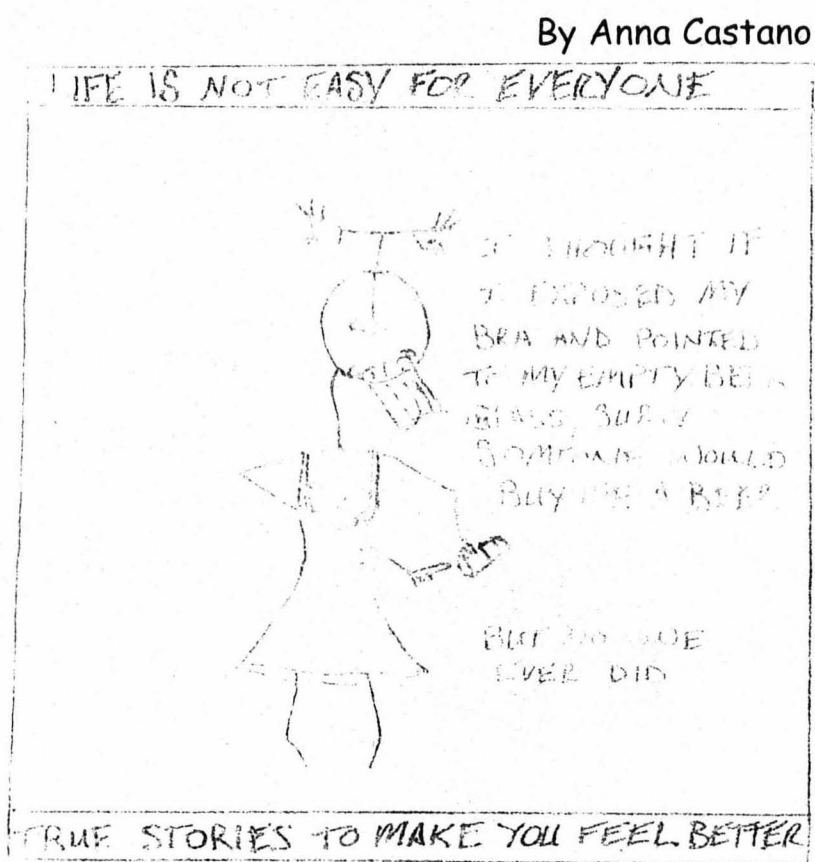 By Anna Castano
LIFE IS NOT EASY FOR EVERYONE
I THOUGHT IF
I EXPOSED MY
BRA AND POINTED
TO MY EMPTY BEER
GLASS, SURELY
SOMEONE WOULD
BUY ME A BEER
BUT NO ONE
EVER DID
TRUE STORIES TO MAKE YOU FEEL BETTER